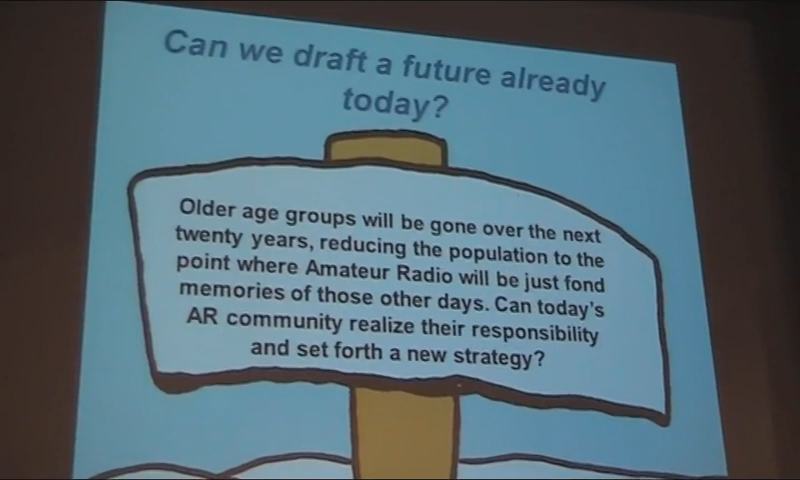 Can we draft a future already
today?
Older age groups will be gone over the next
twenty years, reducing the population to the
point where Amateur Radio will be just fond
memories of those other days. Can today's
AR community realize their responsibility
and set forth a new strategy?